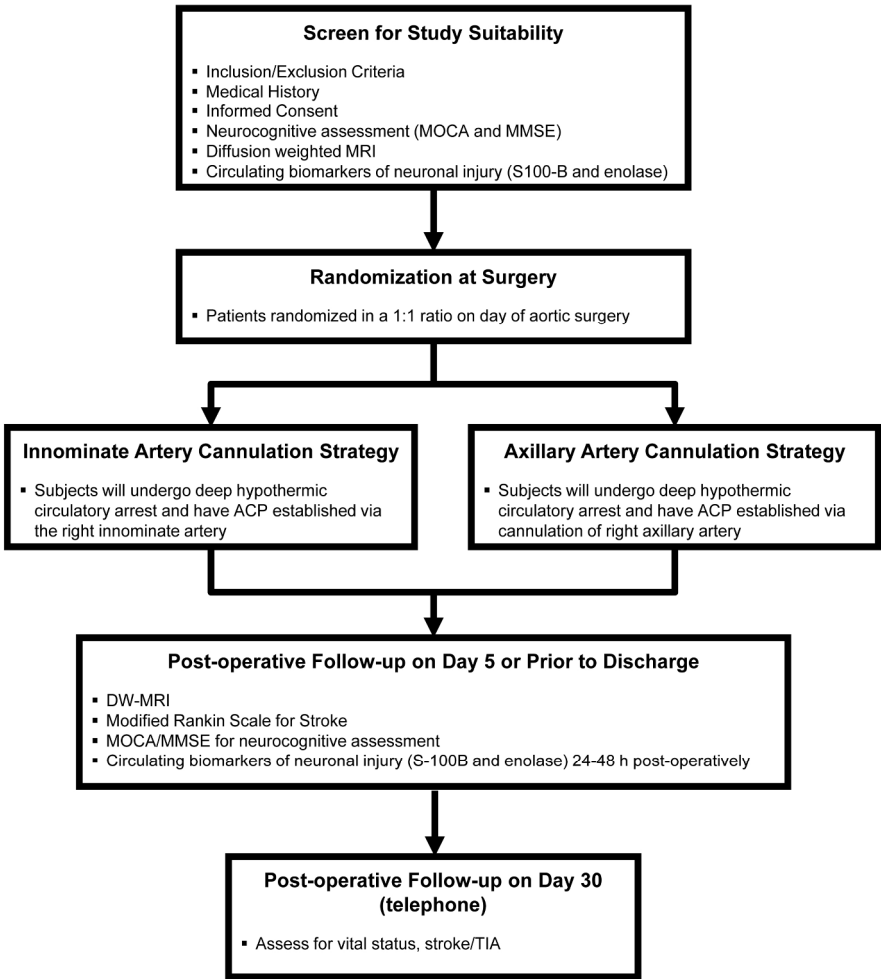 Screen for Study Suitability
▪ Inclusion/Exclusion Criteria
▪ Medical History
▪ Informed Consent
▪ Neurocognitive assessment (MOCA and MMSE)
▪ Diffusion weighted MRI
▪ Circulating biomarkers of neuronal injury (S100-B and enolase)
Randomization at Surgery
▪ Patients randomized in a 1:1 ratio on day of aortic surgery
Innominate Artery Cannulation Strategy
▪ Subjects will undergo deep hypothermic
circulatory arrest and have ACP established via
the right innominate artery
Axillary Artery Cannulation Strategy
▪ Subjects will undergo deep hypothermic
circulatory arrest and have ACP established via
cannulation of right axillary artery
Post-operative Follow-up on Day 5 or Prior to Discharge
▪ DW-MRI
▪ Modified Rankin Scale for Stroke
▪ MOCA/MMSE for neurocognitive assessment
▪ Circulating biomarkers of neuronal injury (S-100B and enolase) 24-48 h post-operatively
Post-operative Follow-up on Day 30
(telephone)
▪ Assess for vital status, stroke/TIA